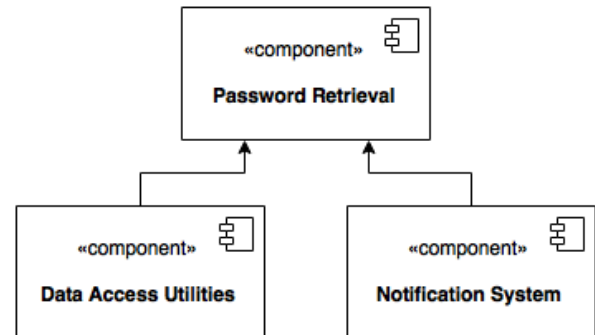 «component»
Password Retrieval
«component»
Data Access Utilities
«component»
Notification System